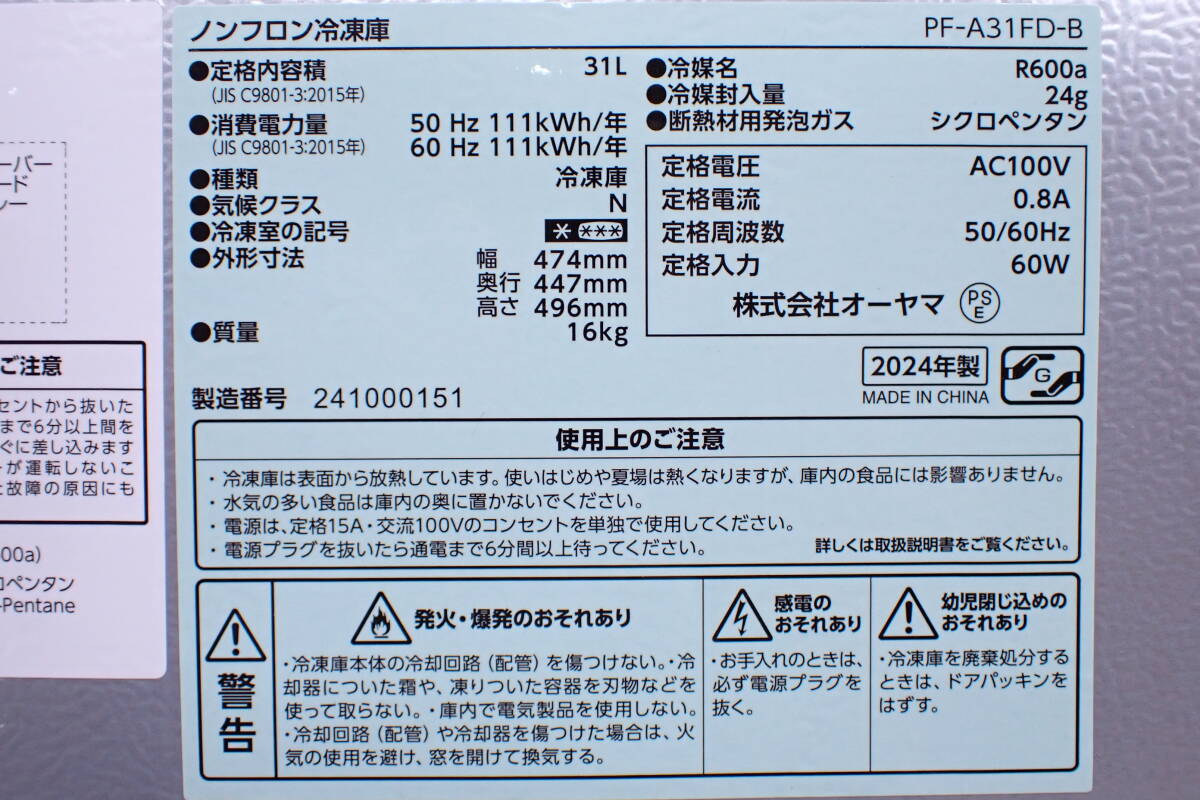 ノンフロン冷凍庫 PF-A31FD-B
●定格内容積 31L
(JIS C9801-3:2015年)
●消費電力量 50 Hz 111kWh/年
(JIS C9801-3:2015年) 60 Hz 111kWh/年
●種類 冷凍庫
●気候クラス N
●冷凍室の記号 * ***
●外形寸法 幅 474mm
奥行 447mm
高さ 496mm
●質量 16kg
製造番号 241000151
●冷媒名 R600a
●冷媒封入量 24g
●断熱材用発泡ガス シクロペンタン
定格電圧 AC100V
定格電流 0.8A
定格周波数 50/60Hz
定格入力 60W
株式会社オーヤマ PSE
2024年製
MADE IN CHINA
G
使用上のご注意
・冷凍庫は表面から放熱しています。使いはじめや夏場は熱くなりますが、庫内の食品には影響ありません。
・水気の多い食品は庫内の奥に置かないでください。
・電源は、定格15A・交流100Vのコンセントを単独で使用してください。
・電源プラグを抜いたら通電まで6分間以上待ってください。 詳しくは取扱説明書をご覧ください。
警告
発火・爆発のおそれあり
・冷凍庫本体の冷却回路（配管）を傷つけない。・冷
却器についた霜や、凍りついた容器を刃物などを
使って取らない。・庫内で電気製品を使用しない。
・冷却回路（配管）や冷却器を傷つけた場合は、火
気の使用を避け、窓を開けて換気する。
感電の
おそれあり
・お手入れのときは、
必ず電源プラグを
抜く。
幼児閉じ込めの
おそれあり
・冷凍庫を廃棄処分する
ときは、ドアパッキンを
はずす。
ーバー
ード
レー
ご注意
セントから抜いた
まで6分以上間を
ぐに差し込みます
ーが運転しないこ
た故障の原因にも
00a)
ロペンタン
-Pentane